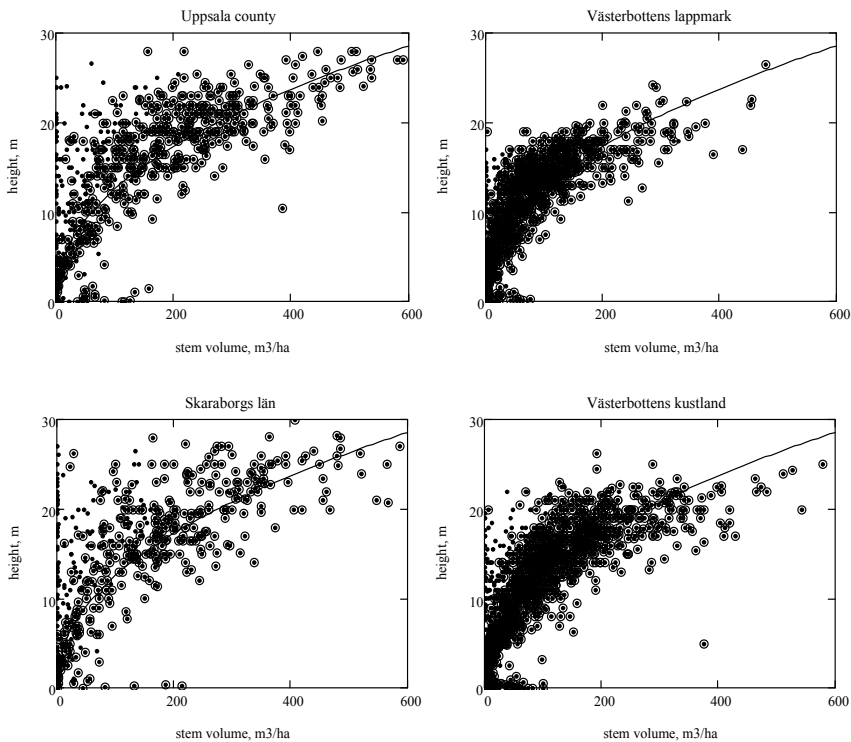 Uppsala county
30
20
10
0
height, m
0 200 400 600
stem volume, m3/ha
Västerbottens lappmark
30
20
10
0
height, m
0 200 400 600
stem volume, m3/ha
Skaraborgs län
30
20
10
0
height, m
0 200 400 600
stem volume, m3/ha
Västerbottens kustland
30
20
10
0
height, m
0 200 400 600
stem volume, m3/ha